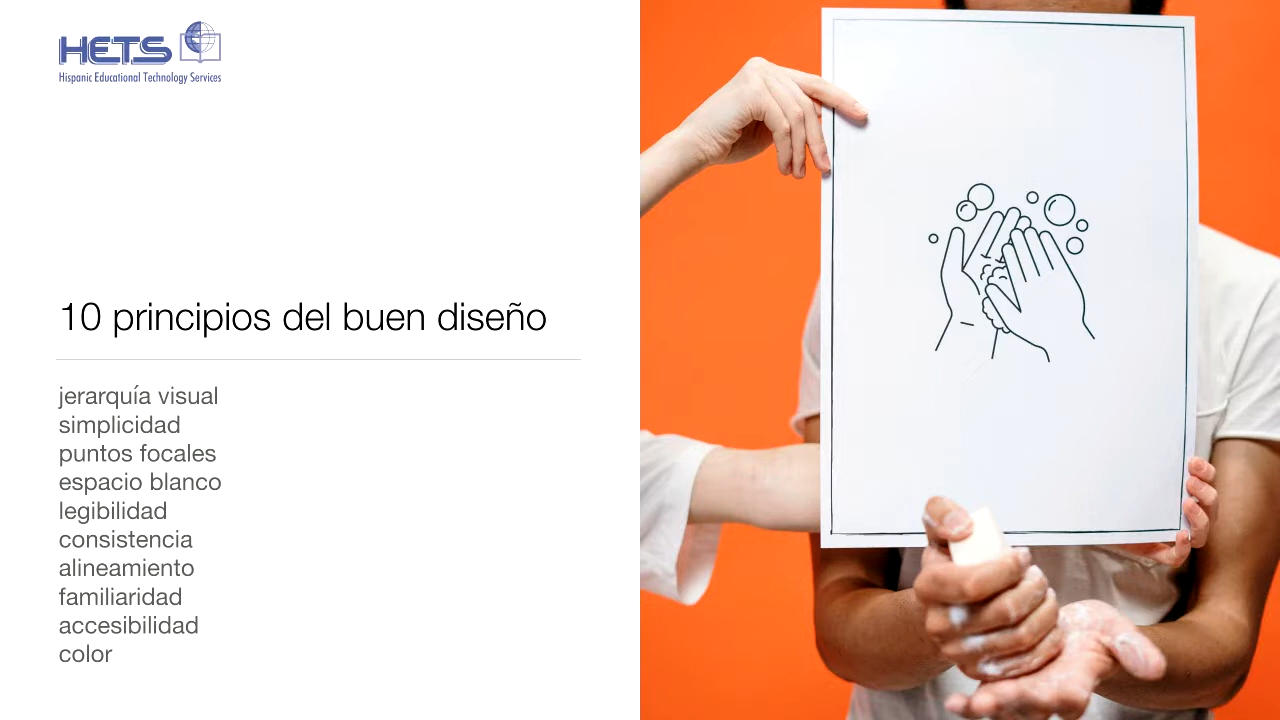 HETS
Hispanic Educational Technology Services
10 principios del buen diseño
jerarquía visual
simplicidad
puntos focales
espacio blanco
legibilidad
consistencia
alineamiento
familiaridad
accesibilidad
color